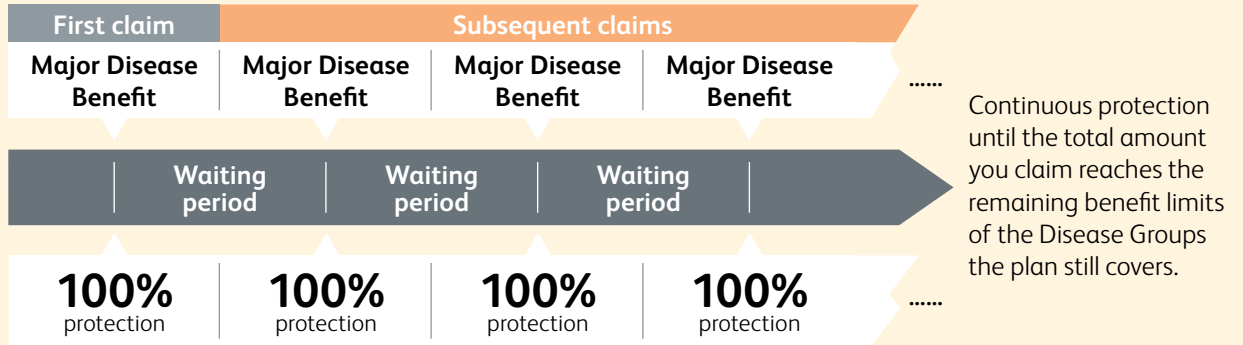 First claim
Subsequent claims
Major Disease
Benefit
Major Disease
Benefit
Major Disease
Benefit
Major Disease
Benefit
......
Waiting
period
Waiting
period
Waiting
period
100%
protection
100%
protection
100%
protection
100%
protection
......
Continuous protection
until the total amount
you claim reaches the
remaining benefit limits
of the Disease Groups
the plan still covers.